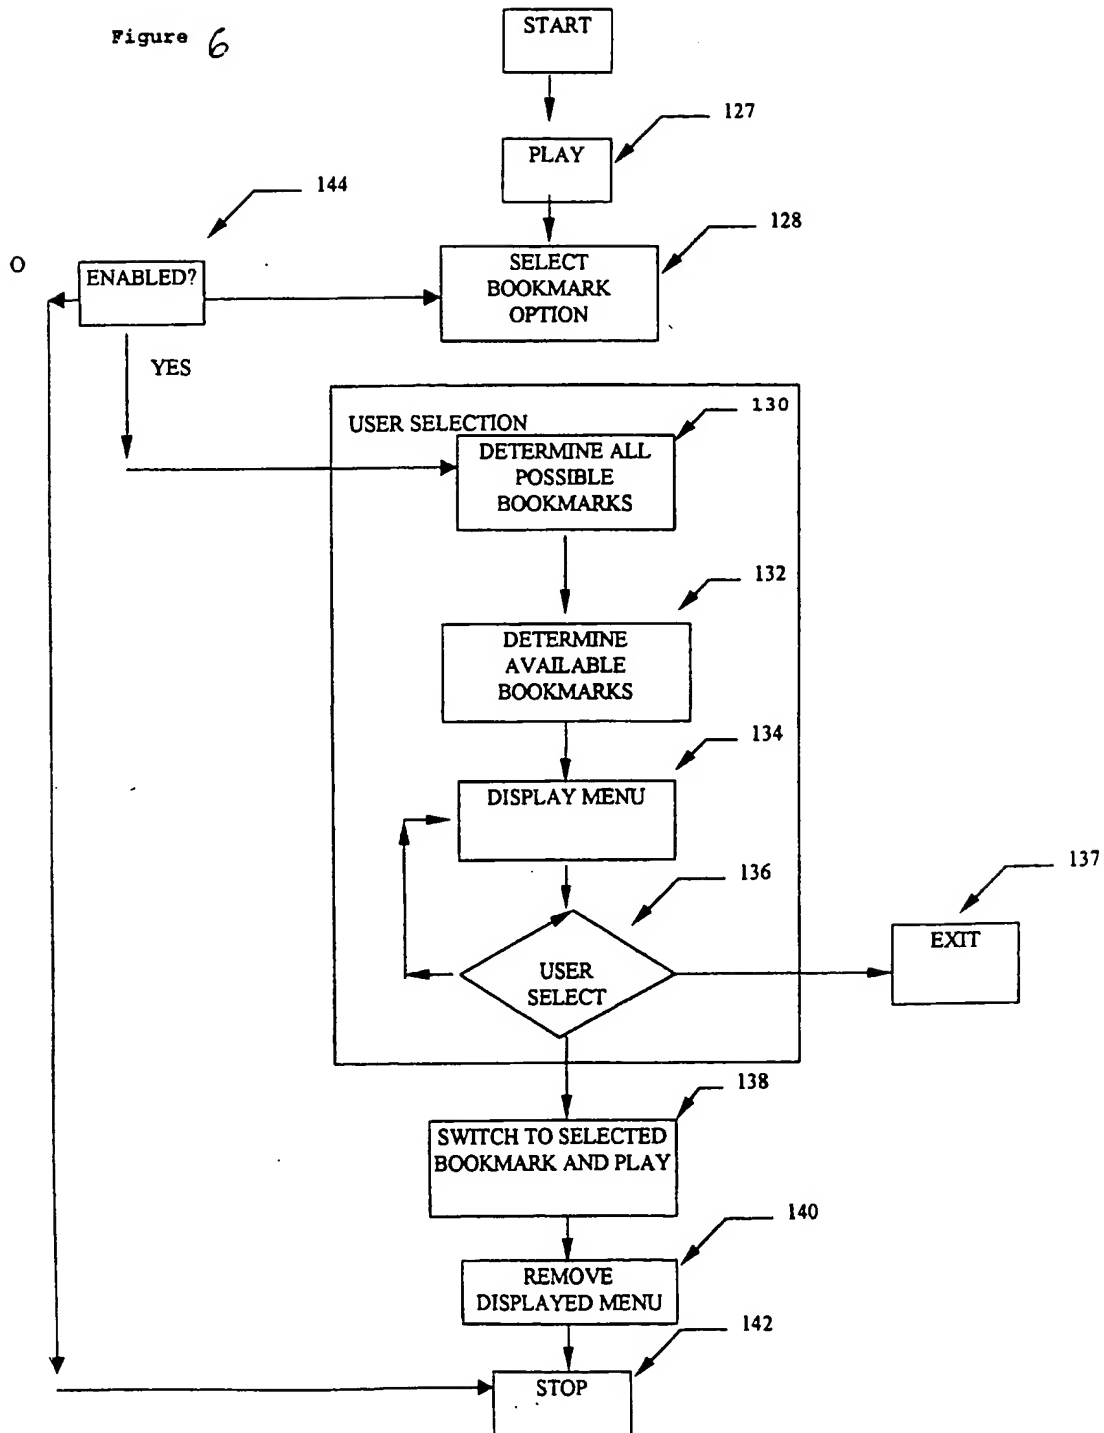 Figure 6
START
127
PLAY
144
128
O
ENABLED?
SELECT
BOOKMARK
OPTION
YES
130
USER SELECTION
DETERMINE ALL
POSSIBLE
BOOKMARKS
132
DETERMINE
AVAILABLE
BOOKMARKS
134
DISPLAY MENU
136
137
EXIT
USER
SELECT
138
SWITCH TO SELECTED
BOOKMARK AND PLAY
140
REMOVE
DISPLAYED MENU
142
STOP